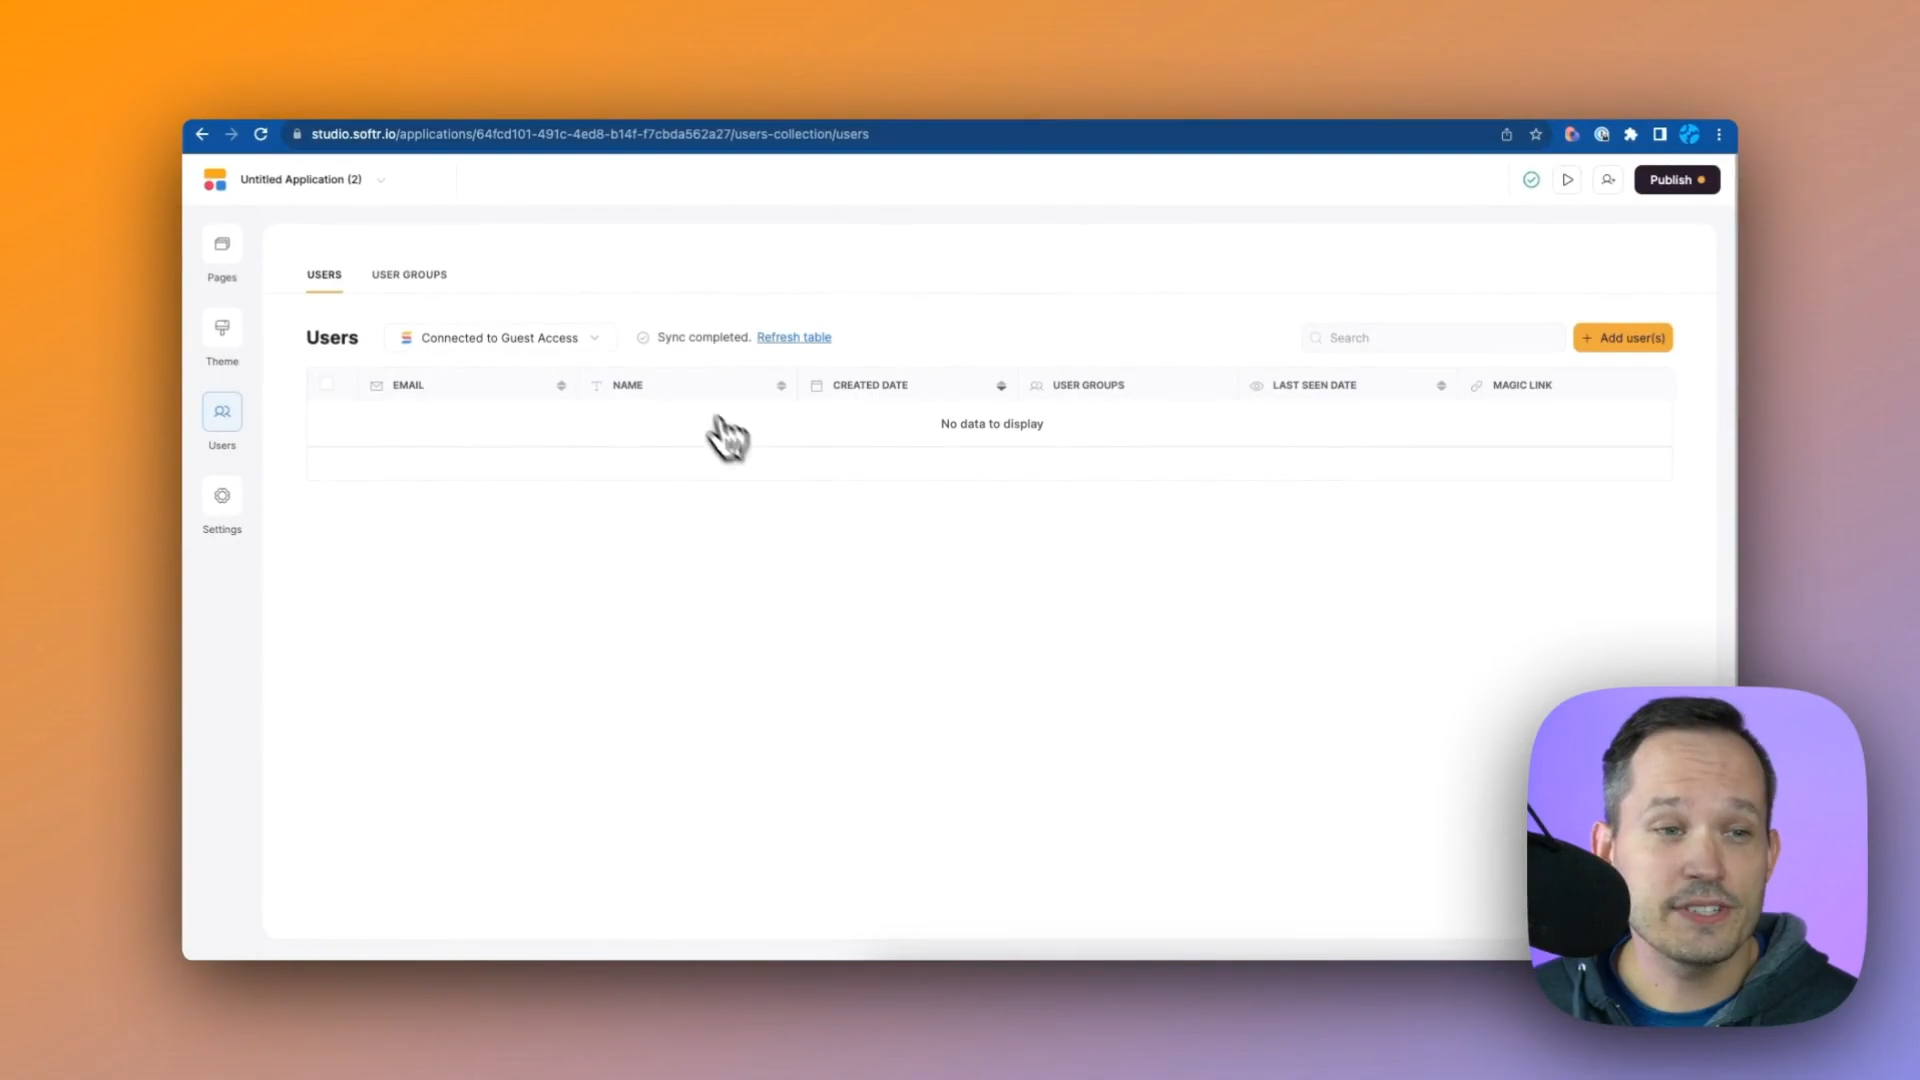 studio.softr.io/applications/64fcd101-491c-4ed8-b14f-f7cbda562a27/users-collection/users
Untitled Application (2)
Publish
Pages
Theme
Users
Settings
USERS USER GROUPS
Users Connected to Guest Access Sync completed. Refresh table Search + Add user(s)
EMAIL NAME CREATED DATE USER GROUPS LAST SEEN DATE MAGIC LINK
No data to display